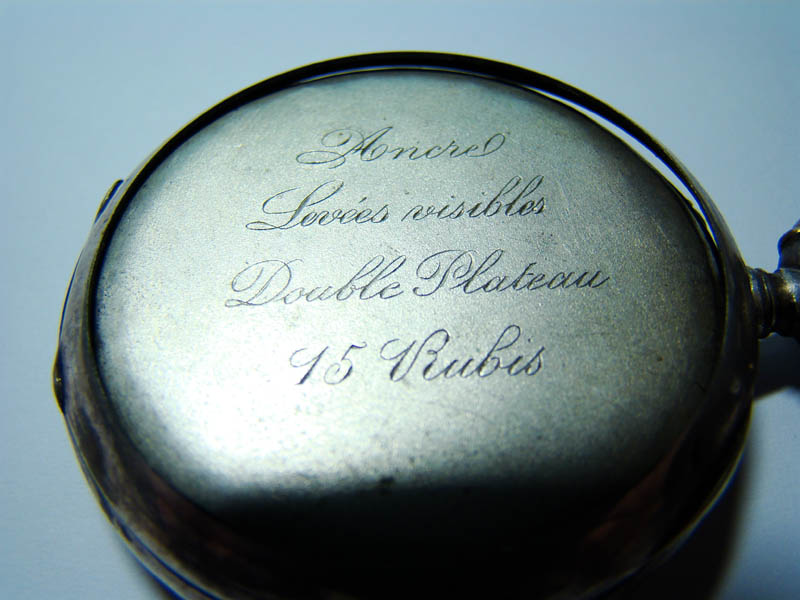 Ancre
Levées visibles
Double Plateau
15 Rubis